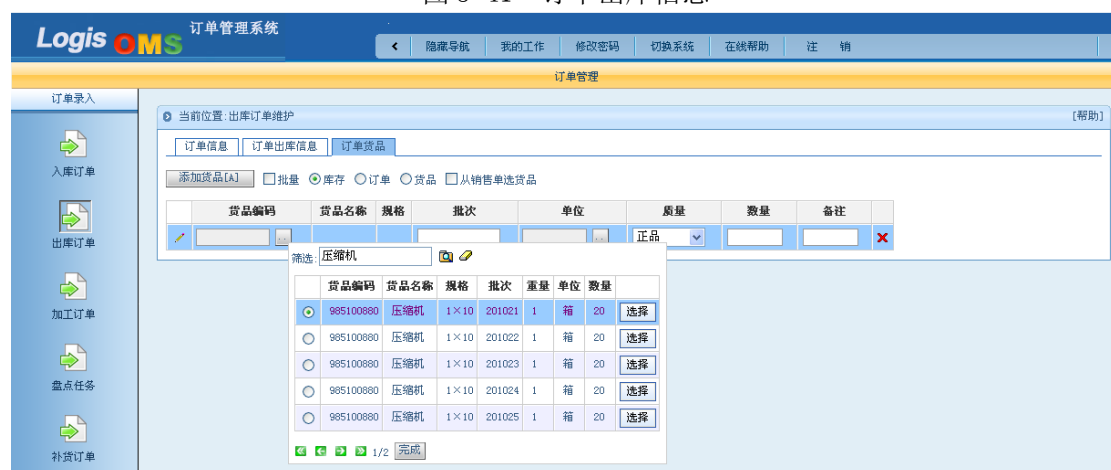 Logis OMS 订单管理系统
隐藏导航 我的工作 修改密码 切换系统 在线帮助 注 销
订单管理
订单录入
当前位置:出库订单维护 [帮助]
订单信息 订单出库信息 订单货品
入库订单
添加货品[A] 批量 库存 订单 货品 从销售单选货品
货品编码 货品名称 规格 批次 单位 质量 数量 备注
出库订单
.. .. 正品
筛选: 压缩机
货品编码 货品名称 规格 批次 重量 单位 数量
985100880 压缩机 1×10 201021 1 箱 20 选择
加工订单
985100880 压缩机 1×10 201022 1 箱 20 选择
985100880 压缩机 1×10 201023 1 箱 20 选择
盘点任务
985100880 压缩机 1×10 201024 1 箱 20 选择
985100880 压缩机 1×10 201025 1 箱 20 选择
1/2 完成
补货订单